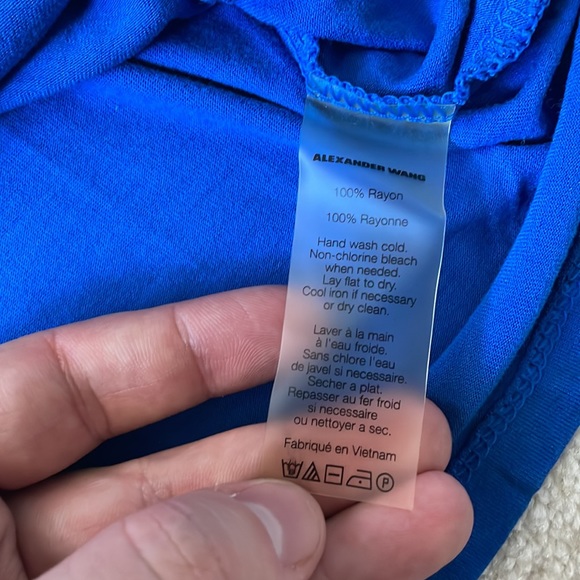 ALEXANDER WANG
100% Rayon
100% Rayonne
Hand wash cold.
Non-chlorine bleach
when needed.
Lay flat to dry.
Cool iron if necessary
or dry clean.
Laver à la main
à l'eau froide.
Sans chlore l'eau
de javel si necessaire.
Secher a plat.
Repasser au fer froid
si necessaire
ou nettoyer a sec.
Fabriqué en Vietnam
P